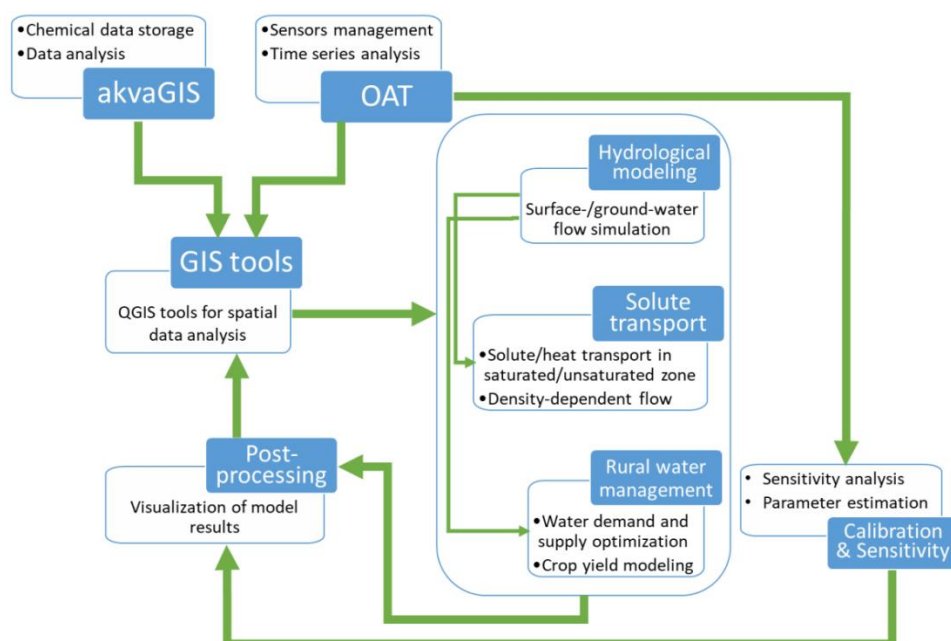 •Chemical data storage
•Data analysis
akvaGIS
•Sensors management
•Time series analysis
OAT
Hydrological
modeling
Surface-/ground-water
flow simulation
GIS tools
QGIS tools for spatial
data analysis
Solute
transport
•Solute/heat transport in
saturated/unsaturated zone
•Density-dependent flow
Post-
processing
Visualization of model
results
Rural water
management
•Water demand and
supply optimization
•Crop yield modeling
• Sensitivity analysis
• Parameter estimation
Calibration
& Sensitivity